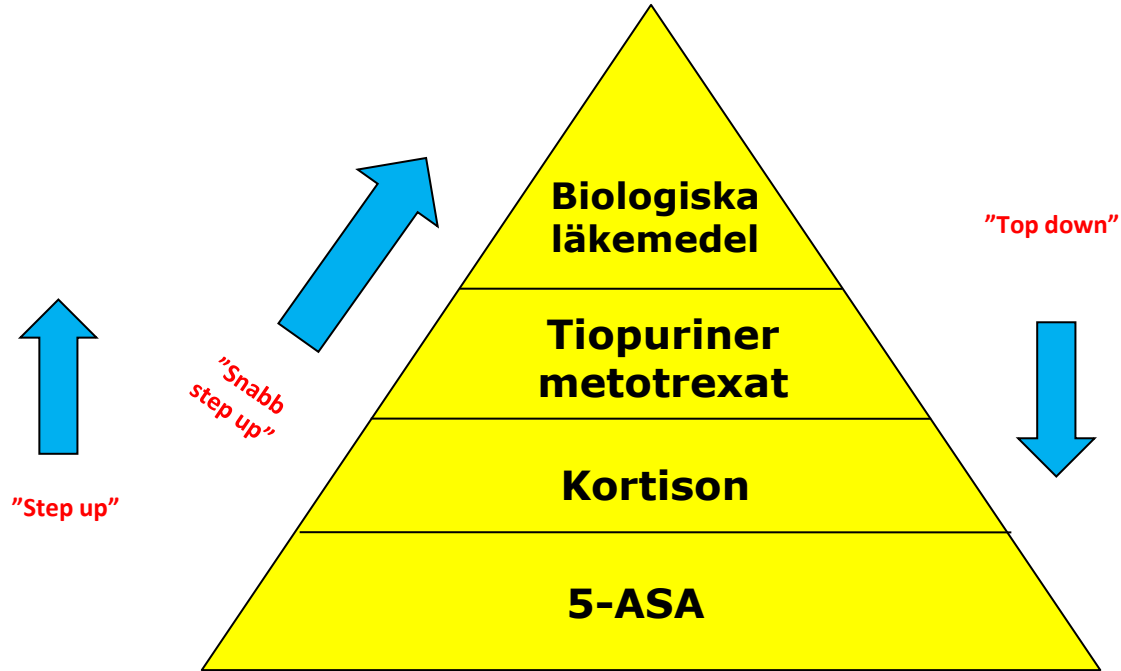 Biologiska
läkemedel
”Top down”
Tiopuriner
metotrexat
”Snabb
step up”
Kortison
”Step up”
5-ASA